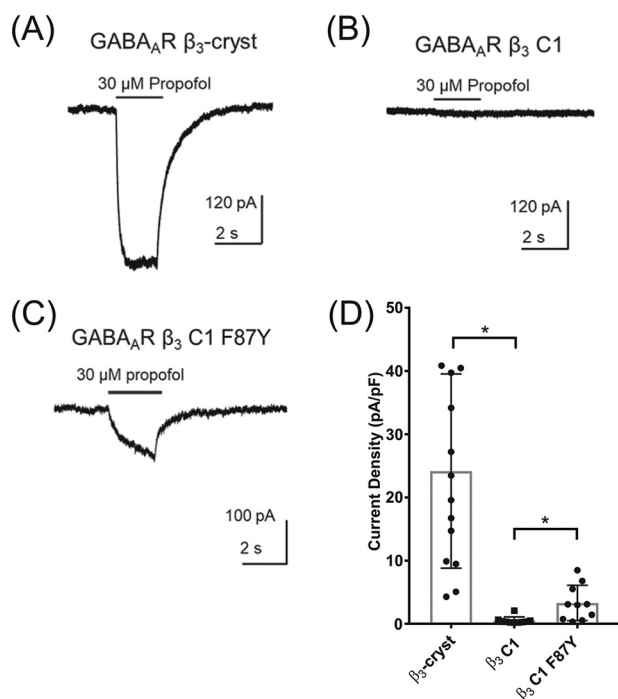 (A)
GABAAR β3-cryst
30 µM Propofol
120 pA
2 s
(B)
GABAAR β3 C1
30 µM Propofol
120 pA
2 s
(C)
GABAAR β3 C1 F87Y
30 µM propofol
100 pA
2 s
(D)
50
40
30
20
10
0
Current Density (pA/pF)
*
*
β3-cryst
β3 C1
β3 C1 F87Y